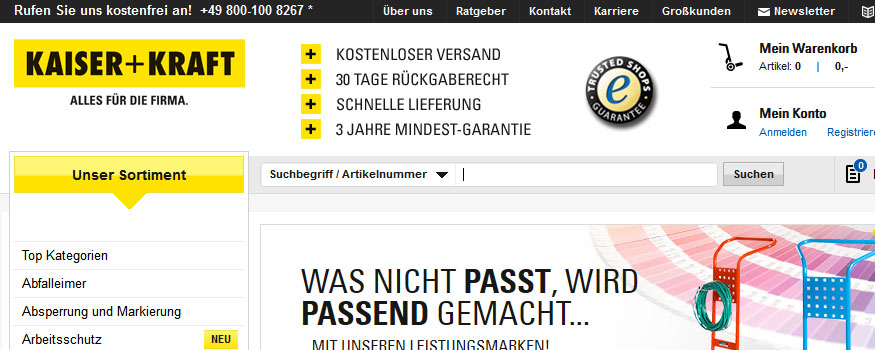 Rufen Sie uns kostenfrei an! +49 800-100 8267 *
Über uns
Ratgeber
Kontakt
Karriere
Großkunden
Newsletter
KAISER+KRAFT
ALLES FÜR DIE FIRMA.
KOSTENLOSER VERSAND
30 TAGE RÜCKGABERECHT
SCHNELLE LIEFERUNG
3 JAHRE MINDEST-GARANTIE
TRUSTED SHOPS
e
GUARANTEE
Mein Warenkorb
Artikel: 0 | 0,-
Mein Konto
Anmelden
Registriere
Unser Sortiment
Suchbegriff / Artikelnummer
Suchen
0
Top Kategorien
Abfalleimer
Absperrung und Markierung
Arbeitsschutz NEU
WAS NICHT PASST, WIRD
PASSEND GEMACHT...
MIT UNSEREN LEISTUNGSMARKEN!